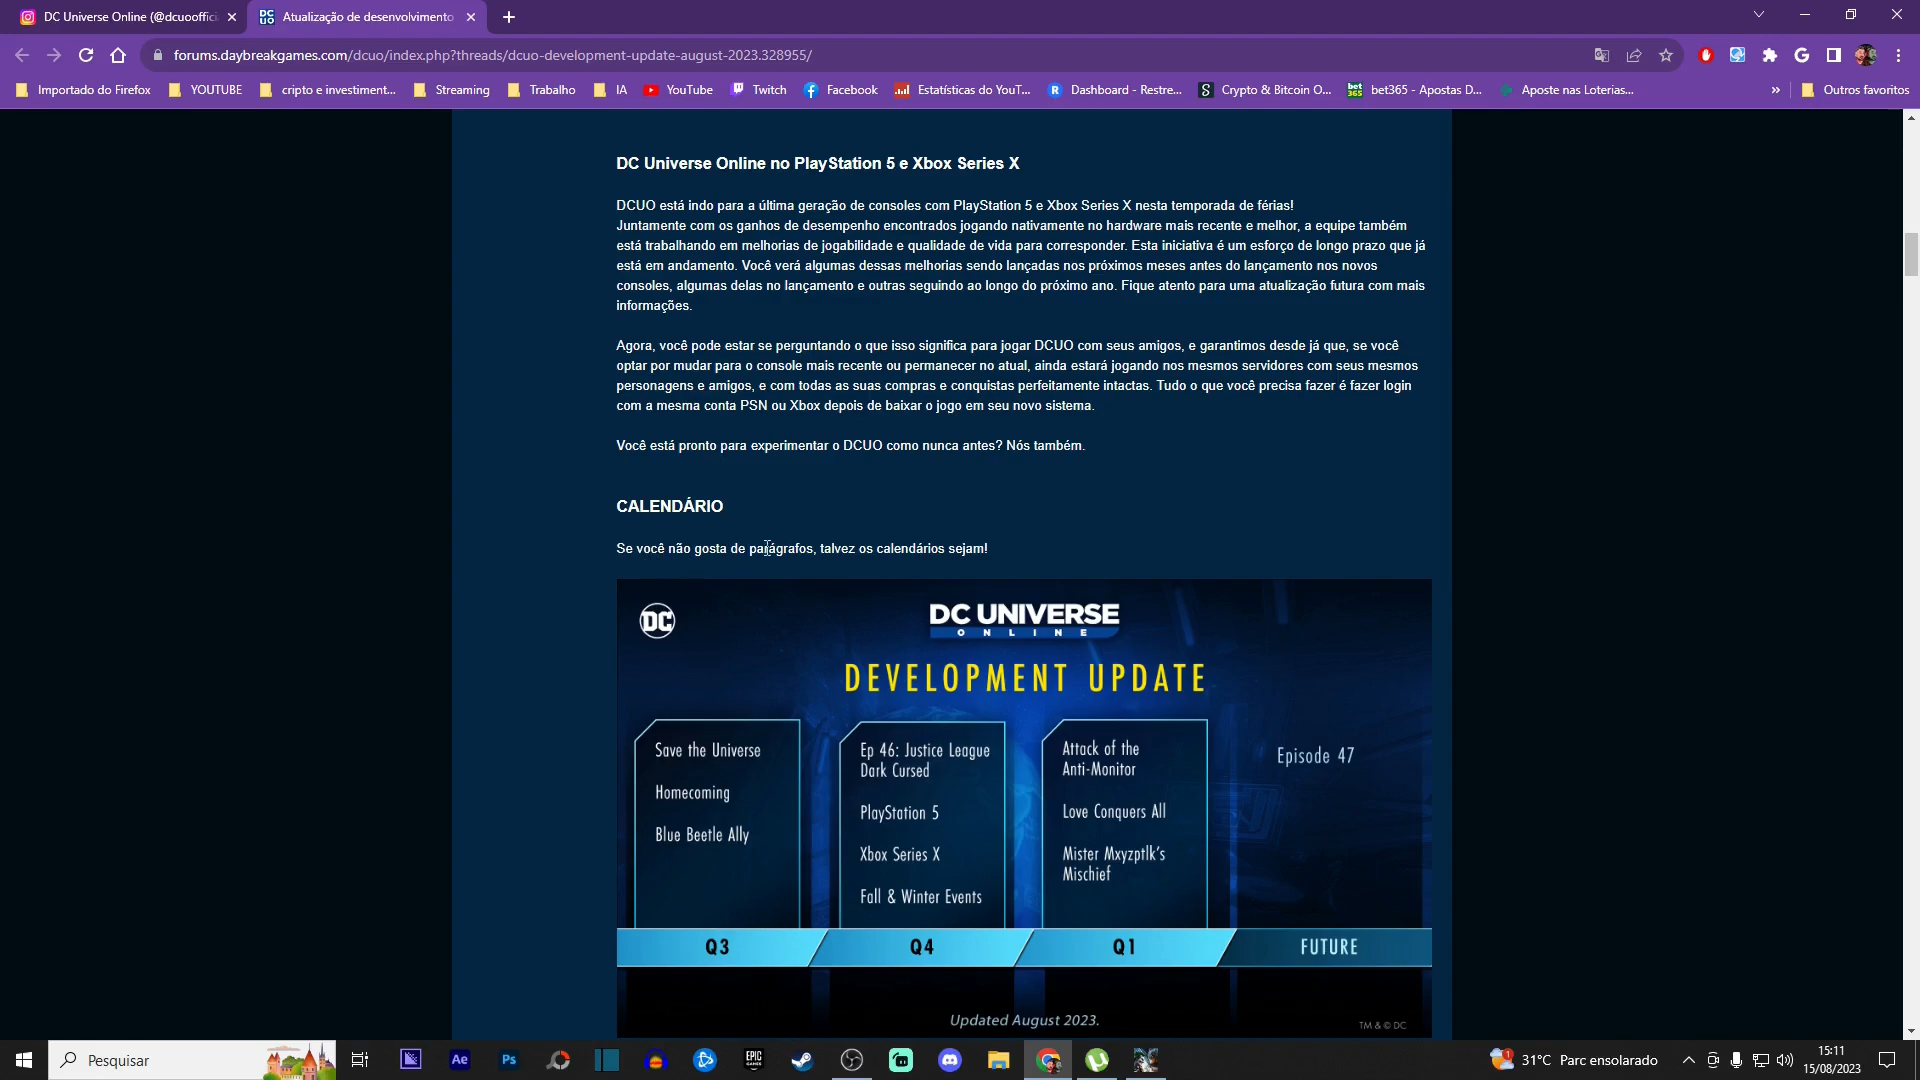 DC Universe Online (@dcuooffici
Atualização de desenvolvimento
forums.daybreakgames.com/dcuo/index.php?threads/dcuo-development-update-august-2023.328955/
Importado do Firefox
YOUTUBE
cripto e investiment...
Streaming
Trabalho
IA
YouTube
Twitch
Facebook
Estatísticas do YouT...
Dashboard - Restre...
Crypto & Bitcoin O...
bet365 - Apostas D...
Aposte nas Loterias...
»
Outros favoritos
DC Universe Online no PlayStation 5 e Xbox Series X
DCUO está indo para a última geração de consoles com PlayStation 5 e Xbox Series X nesta temporada de férias!
Juntamente com os ganhos de desempenho encontrados jogando nativamente no hardware mais recente e melhor, a equipe também
está trabalhando em melhorias de jogabilidade e qualidade de vida para corresponder. Esta iniciativa é um esforço de longo prazo que já
está em andamento. Você verá algumas dessas melhorias sendo lançadas nos próximos meses antes do lançamento nos novos
consoles, algumas delas no lançamento e outras seguindo ao longo do próximo ano. Fique atento para uma atualização futura com mais
informações.
Agora, você pode estar se perguntando o que isso significa para jogar DCUO com seus amigos, e garantimos desde já que, se você
optar por mudar para o console mais recente ou permanecer no atual, ainda estará jogando nos mesmos servidores com seus mesmos
personagens e amigos, e com todas as suas compras e conquistas perfeitamente intactas. Tudo o que você precisa fazer é fazer login
com a mesma conta PSN ou Xbox depois de baixar o jogo em seu novo sistema.
Você está pronto para experimentar o DCUO como nunca antes? Nós também.
CALENDÁRIO
Se você não gosta de parágrafos, talvez os calendários sejam!
DC
DC UNIVERSE
ONLINE
DEVELOPMENT UPDATE
Save the Universe
Homecoming
Blue Beetle Ally
Ep 46: Justice League
Dark Cursed
PlayStation 5
Xbox Series X
Fall & Winter Events
Attack of the
Anti-Monitor
Love Conquers All
Mister Mxyzptlk's
Mischief
Episode 47
Q3
Q4
Q1
FUTURE
Updated August 2023.
TM & © DC
Pesquisar
Ae
Ps
EPIC
GAMES
31°C Parc ensolarado
15:11
15/08/2023